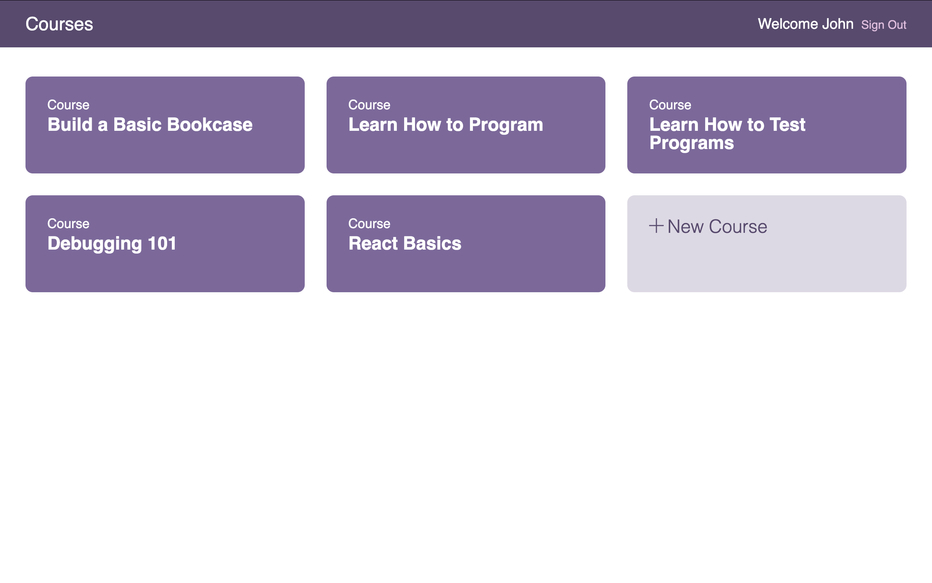 Courses
Welcome John Sign Out
Course
Build a Basic Bookcase
Course
Learn How to Program
Course
Learn How to Test
Programs
Course
Debugging 101
Course
React Basics
+ New Course